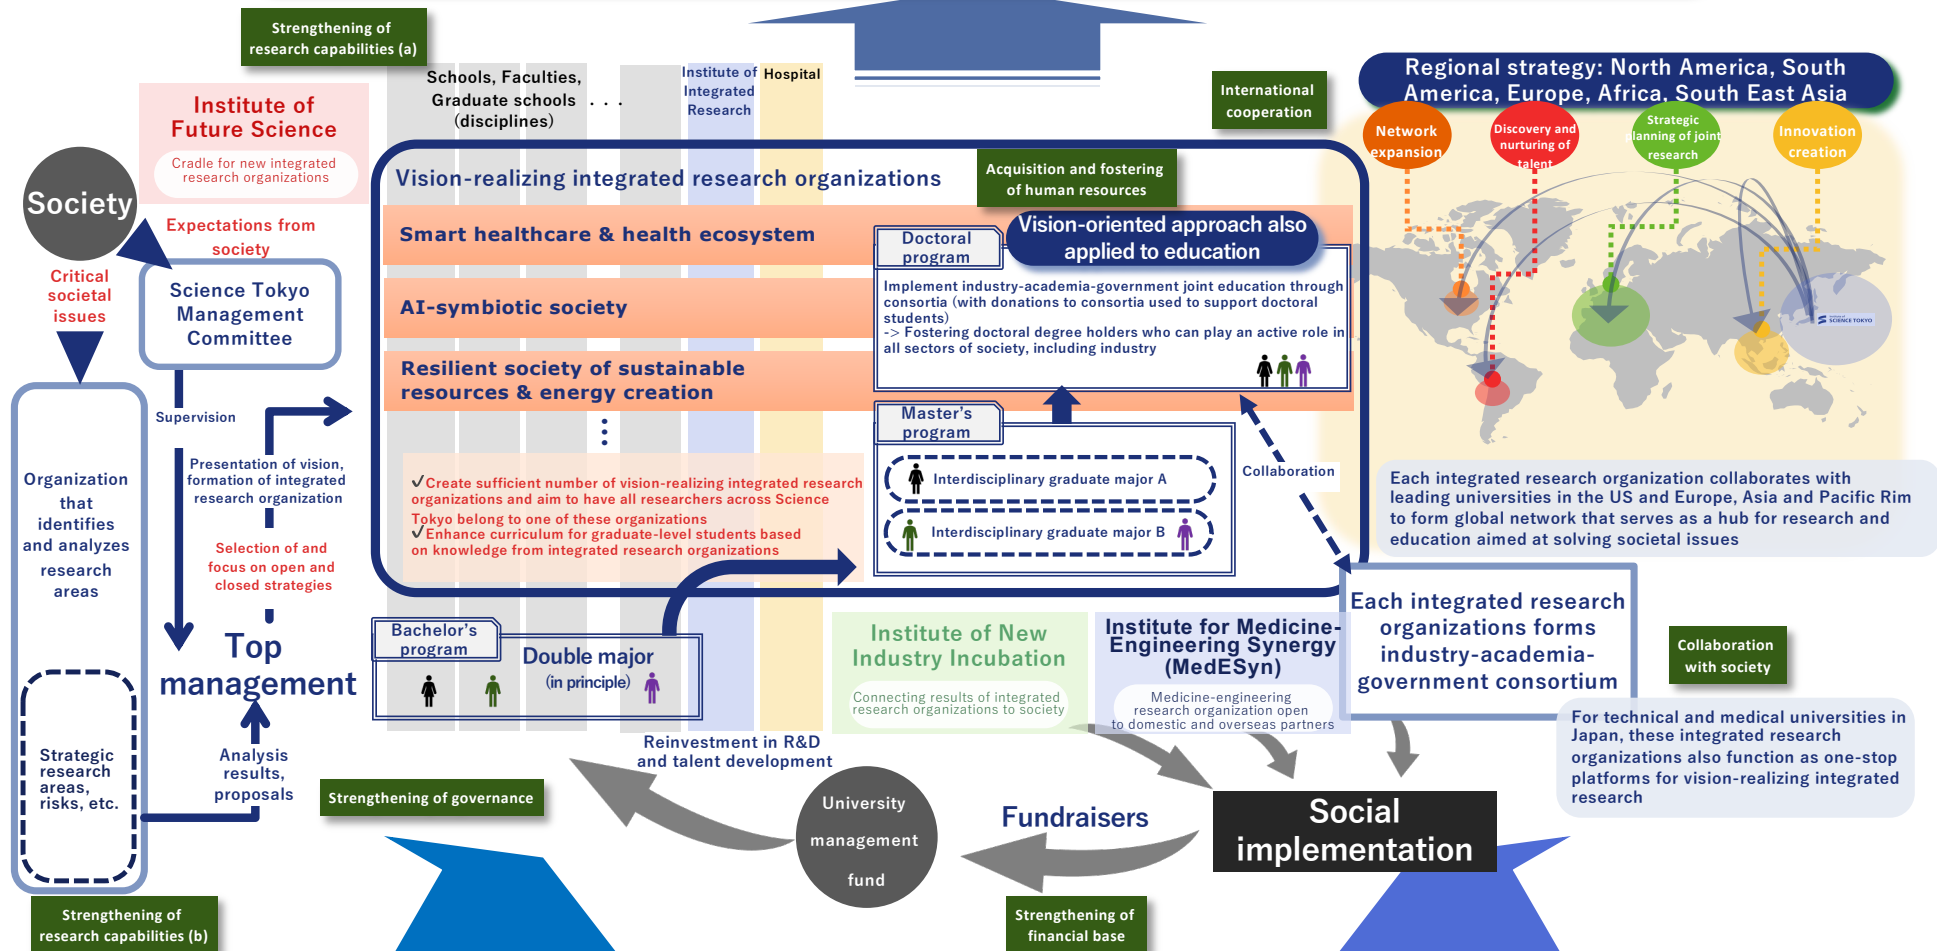 Strengthening of
research capabilities (a)
Schools, Faculties,
Graduate schools . . .
(disciplines)
Institute of
Integrated
Research
Hospital
International
cooperation
Regional strategy: North America, South
America, Europe, Africa, South East Asia
Network
expansion
Discovery and
nurturing of
talent
Strategic
planning of joint
research
Innovation
creation
Institute of
Future Science
Cradle for new integrated
research organizations
Society
Expectations from
society
Critical
societal
issues
Science Tokyo
Management
Committee
Vision-realizing integrated research organizations
Acquisition and fostering
of human resources
Smart healthcare & health ecosystem
AI-symbiotic society
Resilient society of sustainable
resources & energy creation
Doctoral
program
Vision-oriented approach also
applied to education
Implement industry-academia-government joint education through
consortia (with donations to consortia used to support doctoral
students)
-> Fostering doctoral degree holders who can play an active role in
all sectors of society, including industry
Master's
program
Interdisciplinary graduate major A
Interdisciplinary graduate major B
Collaboration
SCIENCE TOKYO
Each integrated research organization collaborates with
leading universities in the US and Europe, Asia and Pacific Rim
to form global network that serves as a hub for research and
education aimed at solving societal issues
Supervision
Presentation of vision,
formation of integrated
research organization
Selection of and
focus on open and
closed strategies
Top
management
Analysis
results,
proposals
Organization
that
identifies
and analyzes
research
areas
Strategic
research
areas,
risks, etc.
✓Create sufficient number of vision-realizing integrated research
organizations and aim to have all researchers across Science
Tokyo belong to one of these organizations
✓Enhance curriculum for graduate-level students based
on knowledge from integrated research organizations
Bachelor's
program
Double major
(in principle)
Institute of New
Industry Incubation
Connecting results of integrated
research organizations to society
Institute for Medicine-
Engineering Synergy
(MedESyn)
Medicine-engineering
research organization open
to domestic and overseas partners
Each integrated research
organizations forms
industry-academia-
government consortium
Collaboration
with society
For technical and medical universities in
Japan, these integrated research
organizations also function as one-stop
platforms for vision-realizing integrated
research
Reinvestment in R&D
and talent development
Strengthening of governance
University
management
fund
Fundraisers
Social
implementation
Strengthening of
research capabilities (b)
Strengthening of
financial base